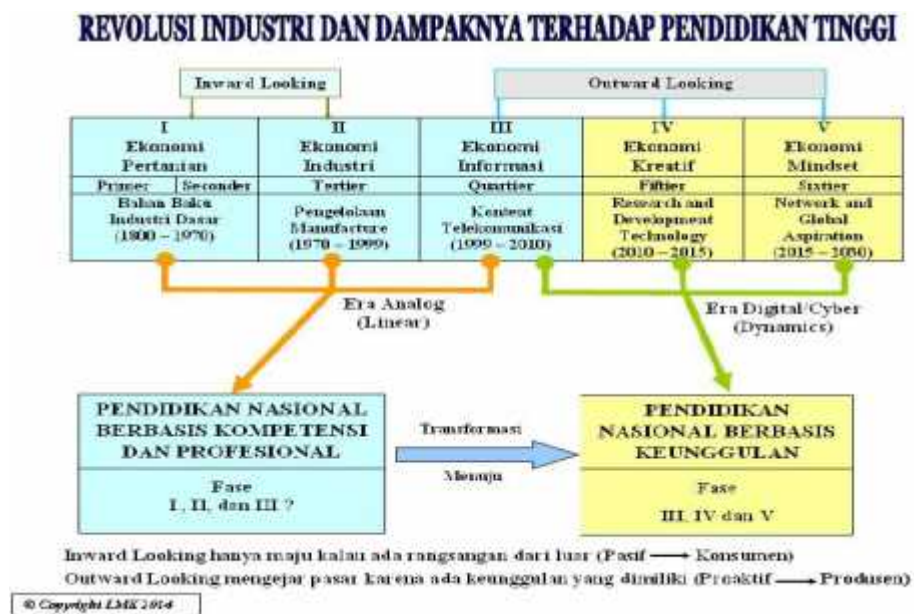 REVOLUSI INDUSTRI DAN DAMPAKNYA TERHADAP PENDIDIKAN TINGGI
Inward Looking
Outward Looking
I
Ekonomi
Pertanian
II
Ekonomi
Industri
III
Ekonomi
Informasi
IV
Ekonomi
Kreatif
V
Ekonomi
Mindset
Primer
Seconder
Tertier
Quartier
Fiftier
Sixtier
Bahan Baku
Industri Dasar
(1800 – 1970)
Pengelolaan
Manufacture
(1970 – 1999)
Kontent
Telekomunikasi
(1999 – 2010)
Research and
Development
Technology
(2010 – 2015)
Network and
Global
Aspiration
(2015 – 2030)
Era Analog
(Linear)
Era Digital/Cyber
(Dynamics)
PENDIDIKAN NASIONAL
BERBASIS KOMPETENSI
DAN PROFESIONAL
Fase
I, II, dan III ?
Transformasi
Menuju
PENDIDIKAN
NASIONAL BERBASIS
KEUNGGULAN
Fase
III, IV dan V
Inward Looking hanya maju kalau ada rangsangan dari luar (Pasif → Konsumen)
Outward Looking mengejar pasar karena ada keunggulan yang dimiliki (Proaktif → Produsen)
© Copyright LMK 2014